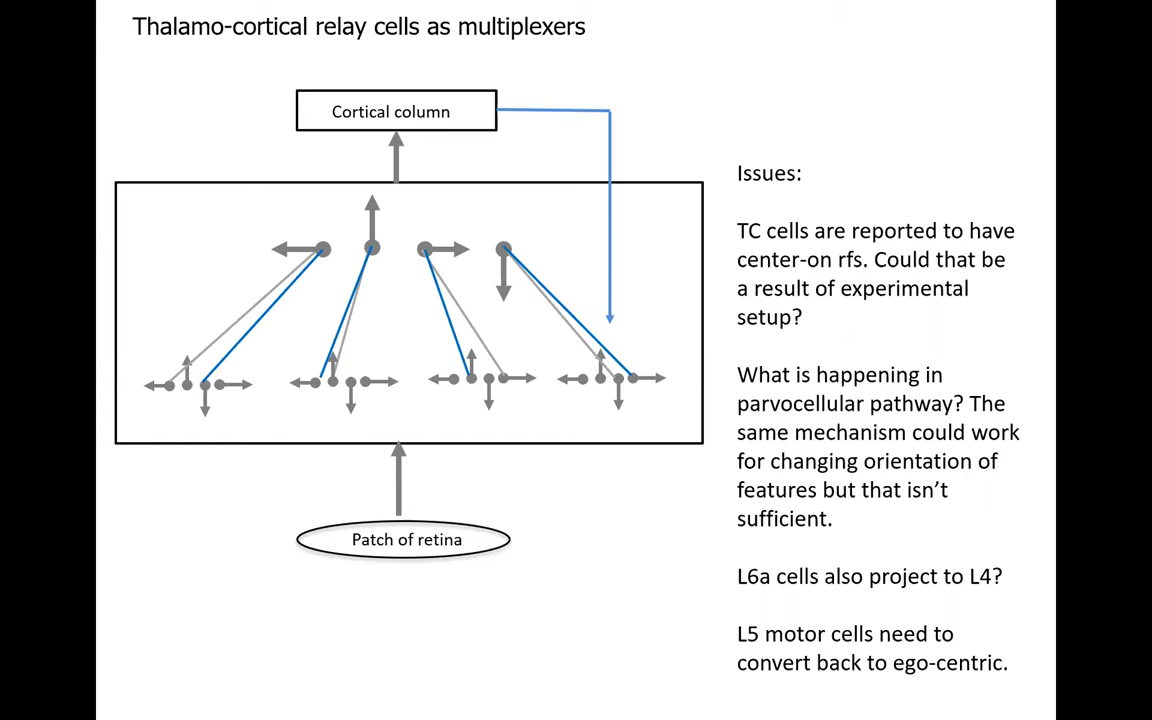 Thalamo-cortical relay cells as multiplexers
Cortical column
Patch of retina
Issues:
TC cells are reported to have
center-on rfs. Could that be
a result of experimental
setup?
What is happening in
parvocellular pathway? The
same mechanism could work
for changing orientation of
features but that isn’t
sufficient.
L6a cells also project to L4?
L5 motor cells need to
convert back to ego-centric.